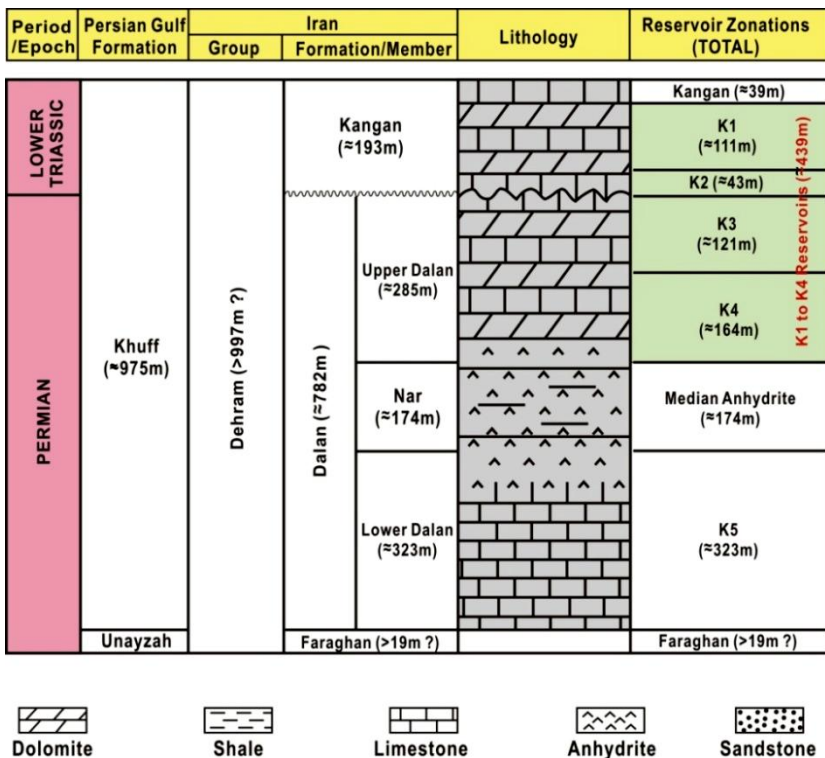 Period
/Epoch
Persian Gulf
Formation
Iran
Group
Formation/Member
Lithology
Reservoir Zonations
(TOTAL)
LOWER
TRIASSIC
PERMIAN
Khuff
(≈975m)
Unayzah
Dehram (>997m ?)
Kangan
(≈193m)
Dalan (≈782m )
Upper Dalan
(≈285m)
Nar
(≈174m)
Lower Dalan
(≈323m)
Faraghan (>19m ?)
Kangan (≈39m)
K1
(≈111m)
K2 (≈43m)
K3
(≈121m)
K4
(≈164m)
K1 to K4 Reservoirs (≈439m)
Median Anhydrite
(≈174m)
K5
(≈323m)
Faraghan (>19m ?)
Dolomite
Shale
Limestone
Anhydrite
Sandstone